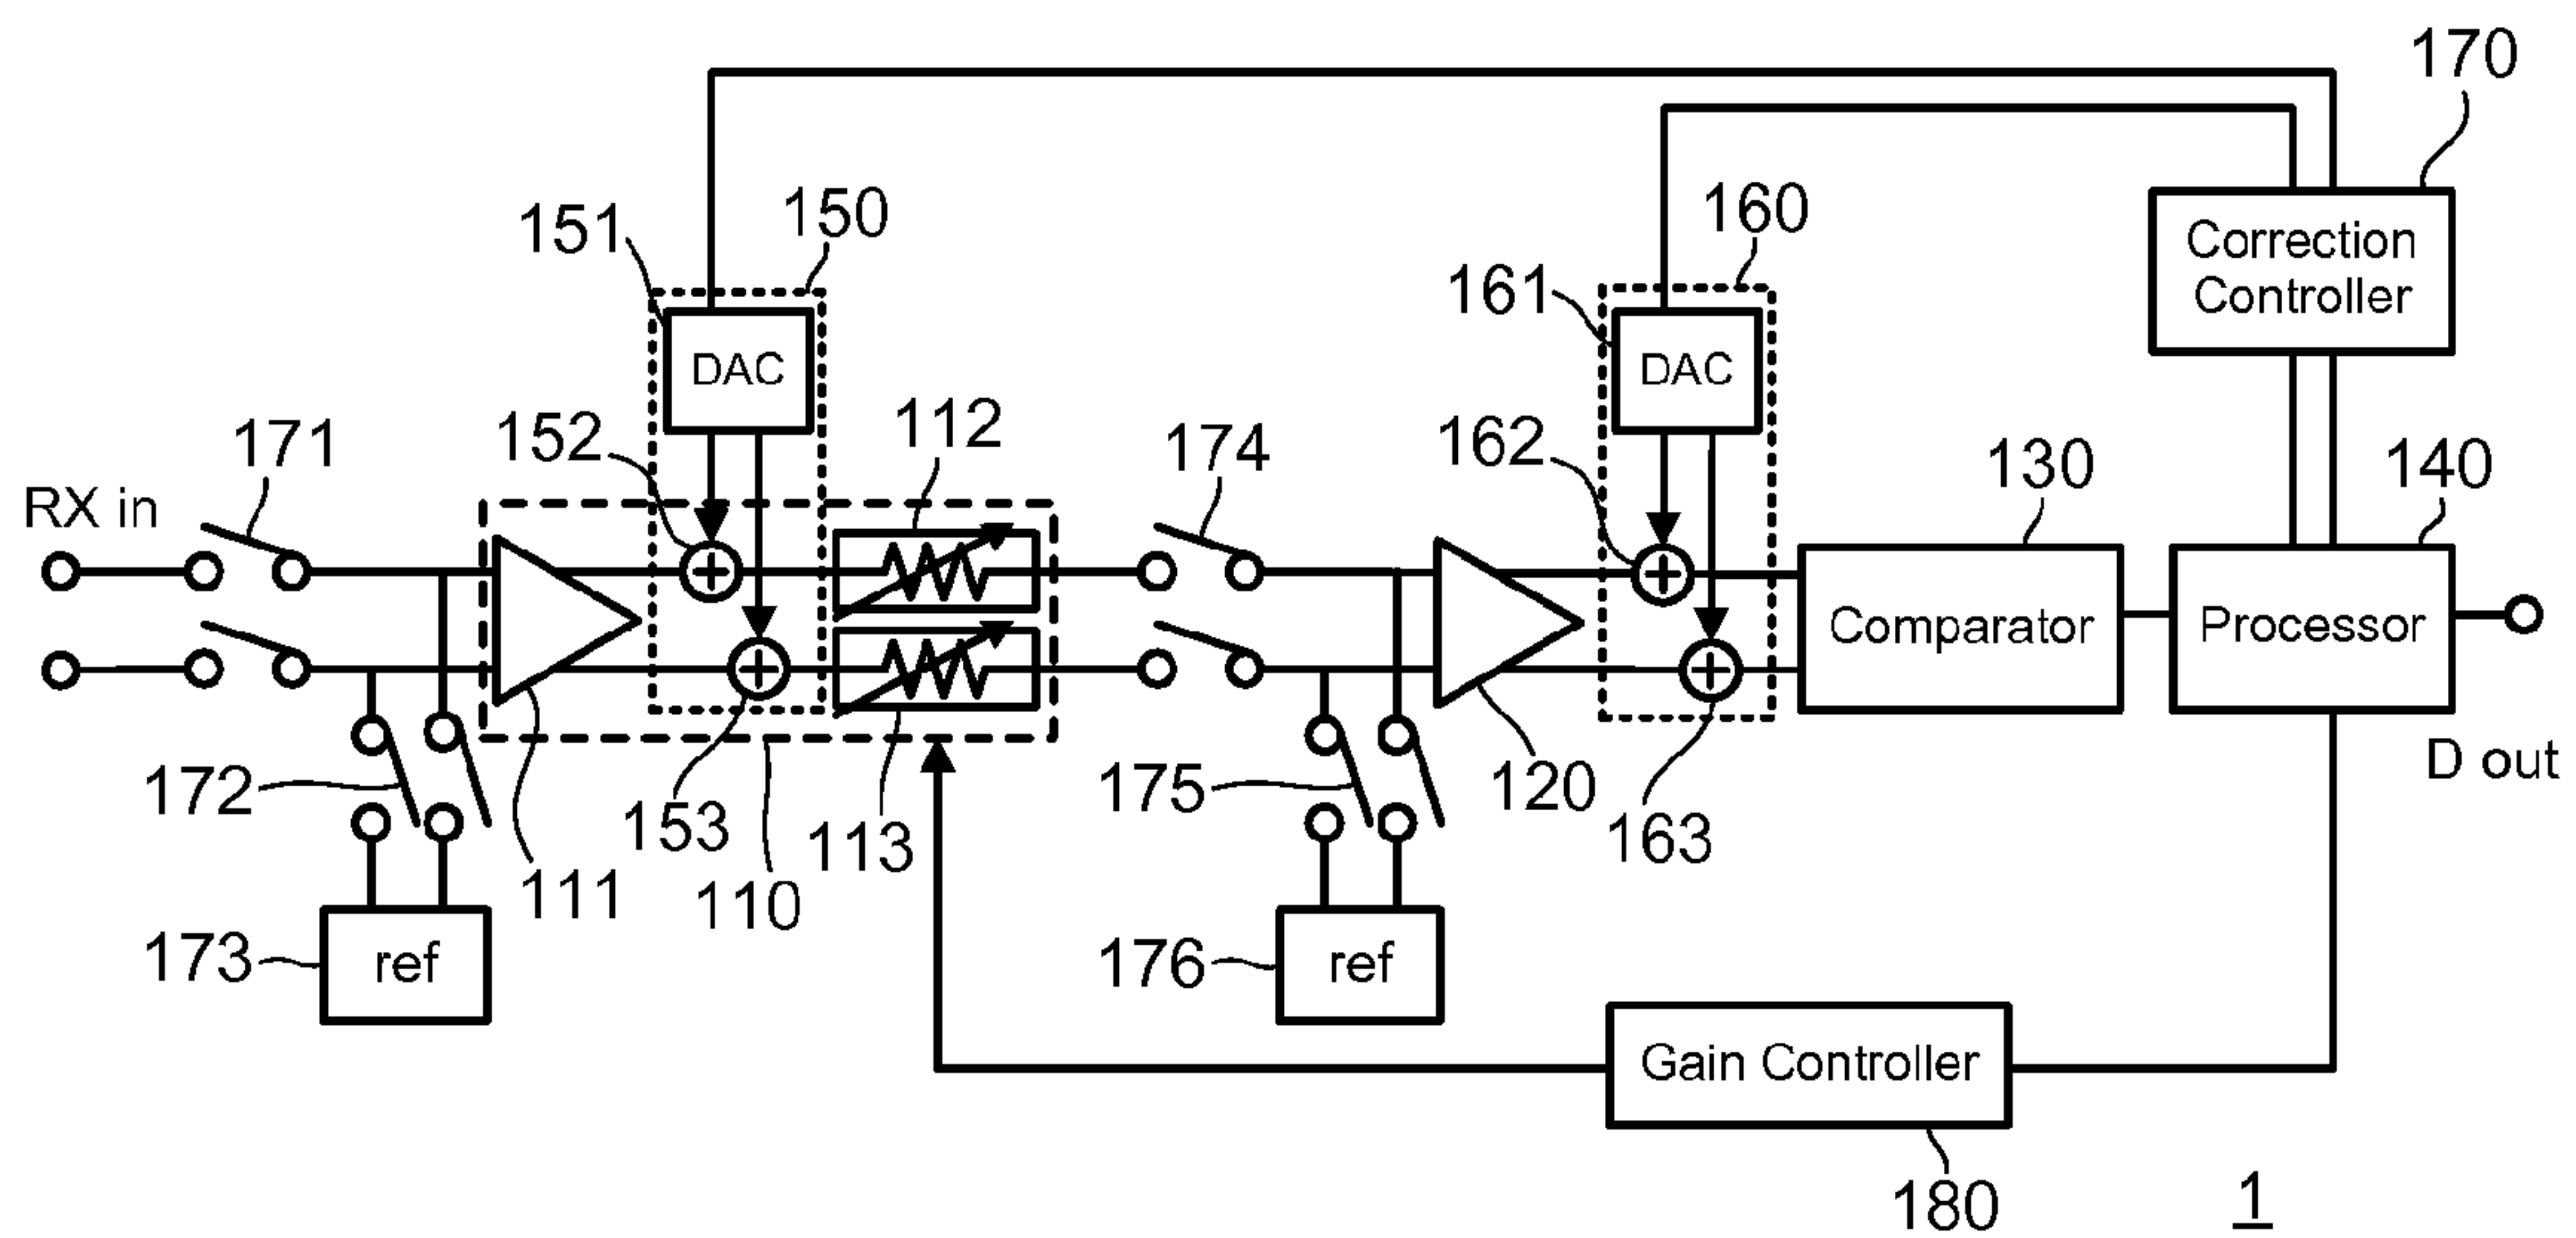 170
150
160
151
Correction
Controller
161
DAC
DAC
112
152
171
174
162
130
140
RX in
Comparator
Processor
172
175
120
D out
153
113
163
111
110
173
ref
176
ref
Gain Controller
180
1